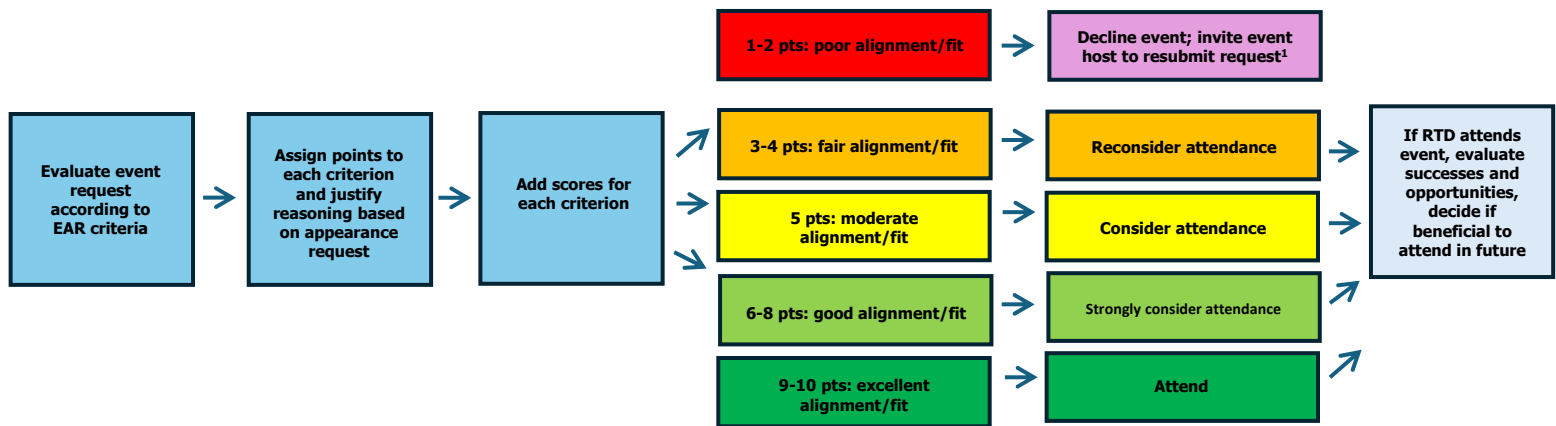 Evaluate event
request
according to
EAR criteria
Assign points to
each criterion
and justify
reasoning based
on appearance
request
Add scores for
each criterion
1-2 pts: poor alignment/fit
Decline event; invite event
host to resubmit request¹
3-4 pts: fair alignment/fit
Reconsider attendance
5 pts: moderate
alignment/fit
Consider attendance
6-8 pts: good alignment/fit
Strongly consider attendance
9-10 pts: excellent
alignment/fit
Attend
If RTD attends
event, evaluate
successes and
opportunities,
decide if
beneficial to
attend in future